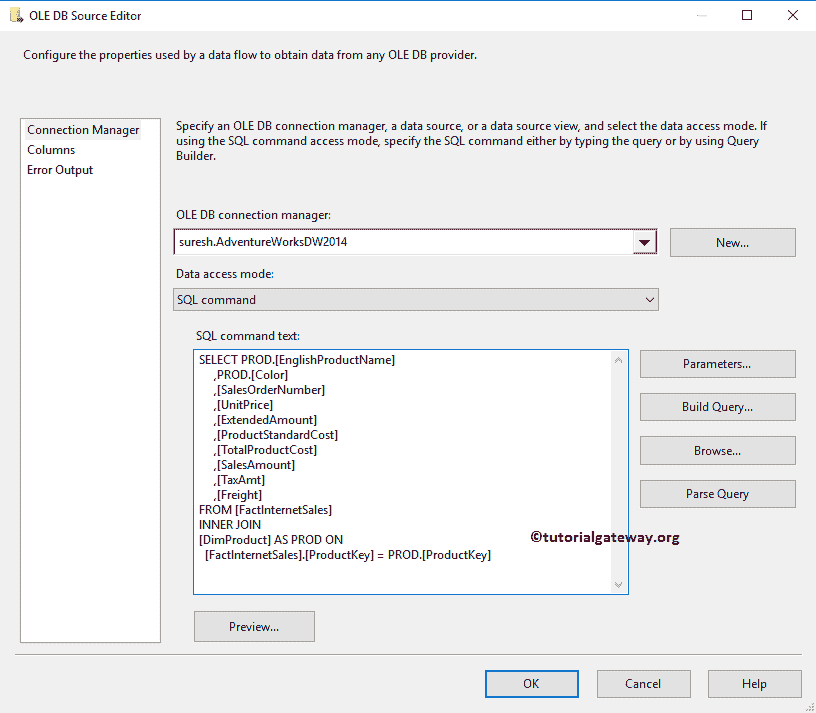 OLE DB Source Editor
Configure the properties used by a data flow to obtain data from any OLE DB provider.
Connection Manager
Columns
Error Output
Specify an OLE DB connection manager, a data source, or a data source view, and select the data access mode. If
using the SQL command access mode, specify the SQL command either by typing the query or by using Query
Builder.
OLE DB connection manager:
suresh.AdventureWorksDW2014
New...
Data access mode:
SQL command
SQL command text:
SELECT PROD.[EnglishProductName]
,PROD.[Color]
,[SalesOrderNumber]
,[UnitPrice]
,[ExtendedAmount]
,[ProductStandardCost]
,[TotalProductCost]
,[SalesAmount]
,[TaxAmt]
,[Freight]
FROM [FactInternetSales]
INNER JOIN
[DimProduct] AS PROD ON
[FactInternetSales].[ProductKey] = PROD.[ProductKey]
Parameters...
Build Query...
Browse...
Parse Query
©tutorialgateway.org
Preview...
OK
Cancel
Help